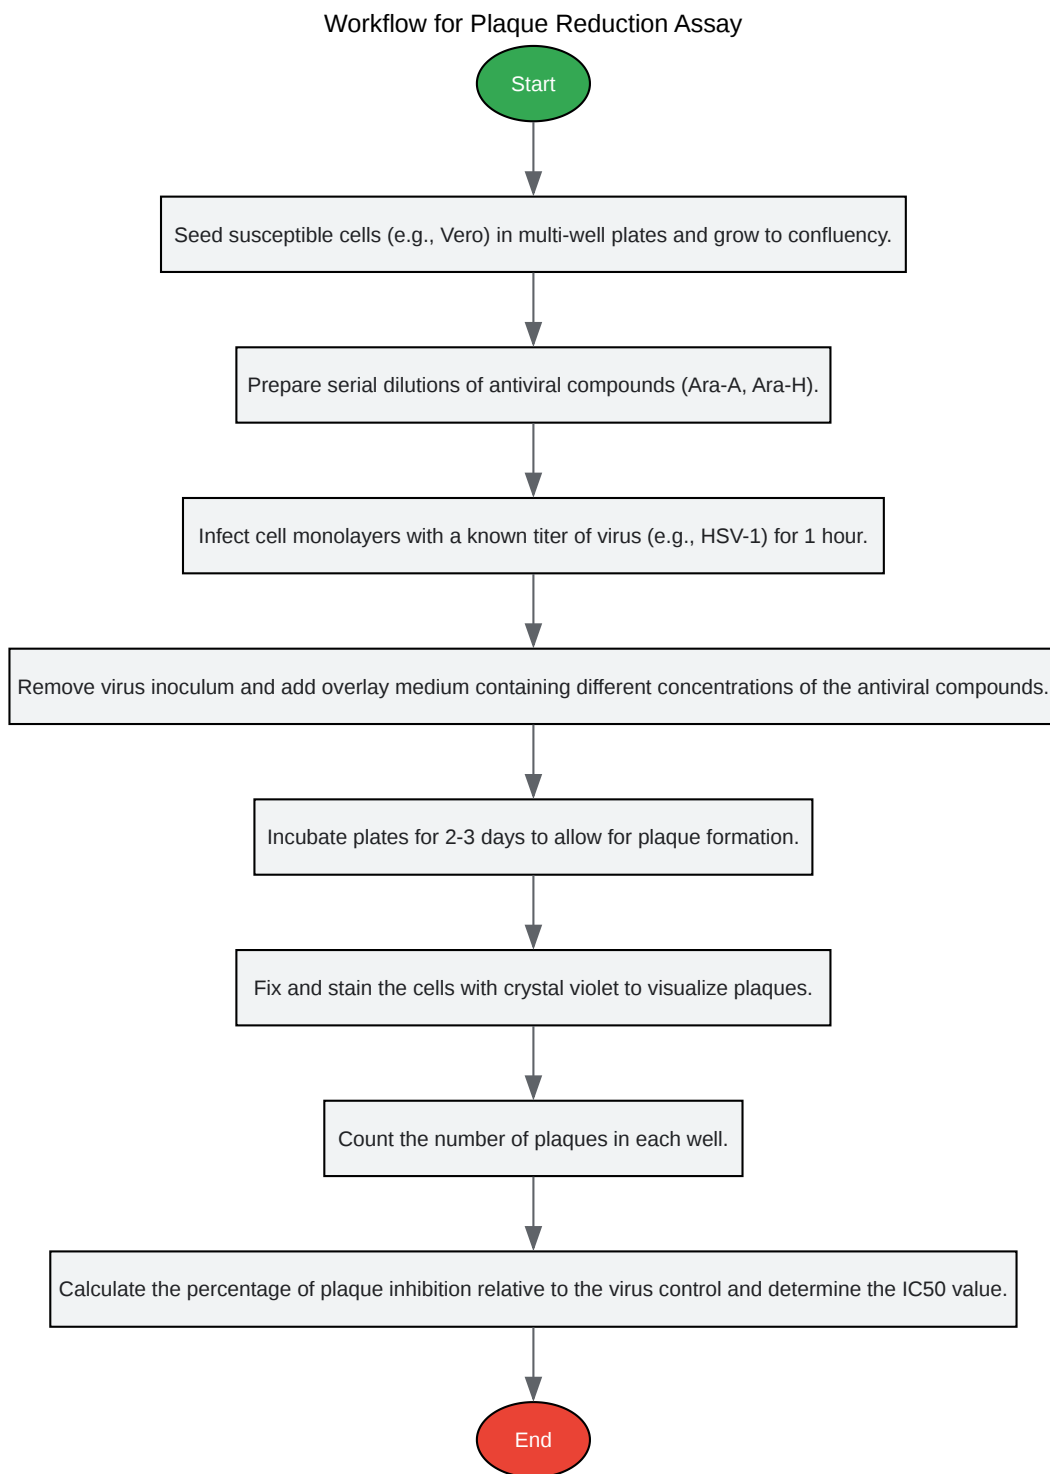 Workflow for Plaque Reduction Assay
Start
Seed susceptible cells (e.g., Vero) in multi-well plates and grow to confluency.
Prepare serial dilutions of antiviral compounds (Ara-A, Ara-H).
Infect cell monolayers with a known titer of virus (e.g., HSV-1) for 1 hour.
Remove virus inoculum and add overlay medium containing different concentrations of the antiviral compounds.
Incubate plates for 2-3 days to allow for plaque formation.
Fix and stain the cells with crystal violet to visualize plaques.
Count the number of plaques in each well.
Calculate the percentage of plaque inhibition relative to the virus control and determine the IC50 value.
End